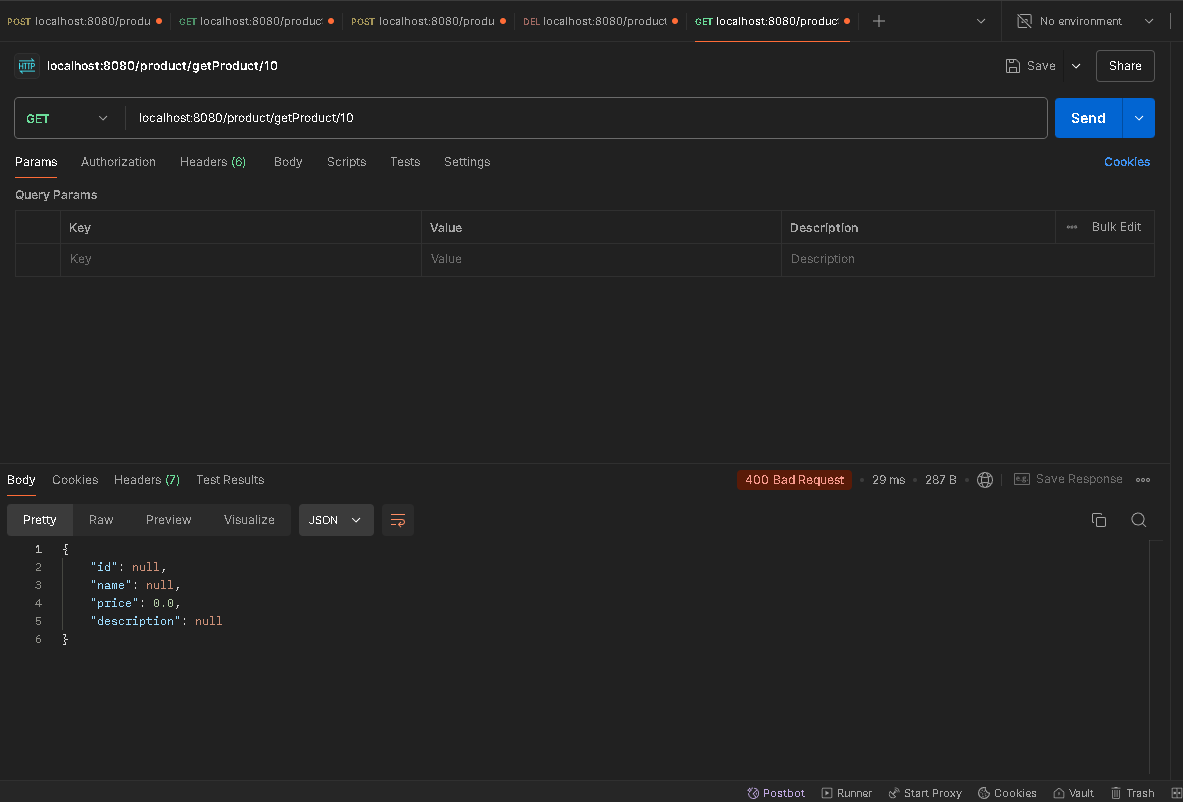 POST localhost:8080/produ GET localhost:8080/product POST localhost:8080/produ DEL localhost:8080/product GET localhost:8080/product No environment
HTTP localhost:8080/product/getProduct/10 Save Share
GET localhost:8080/product/getProduct/10 Send
Params Authorization Headers (6) Body Scripts Tests Settings Cookies
Query Params
Key Value Description Bulk Edit
Key Value Description
Body Cookies Headers (7) Test Results 400 Bad Request 29 ms 287 B e.g. Save Response
Pretty Raw Preview Visualize JSON
1 {
2 "id": null,
3 "name": null,
4 "price": 0.0,
5 "description": null
6 }
Postbot Runner Start Proxy Cookies Vault Trash